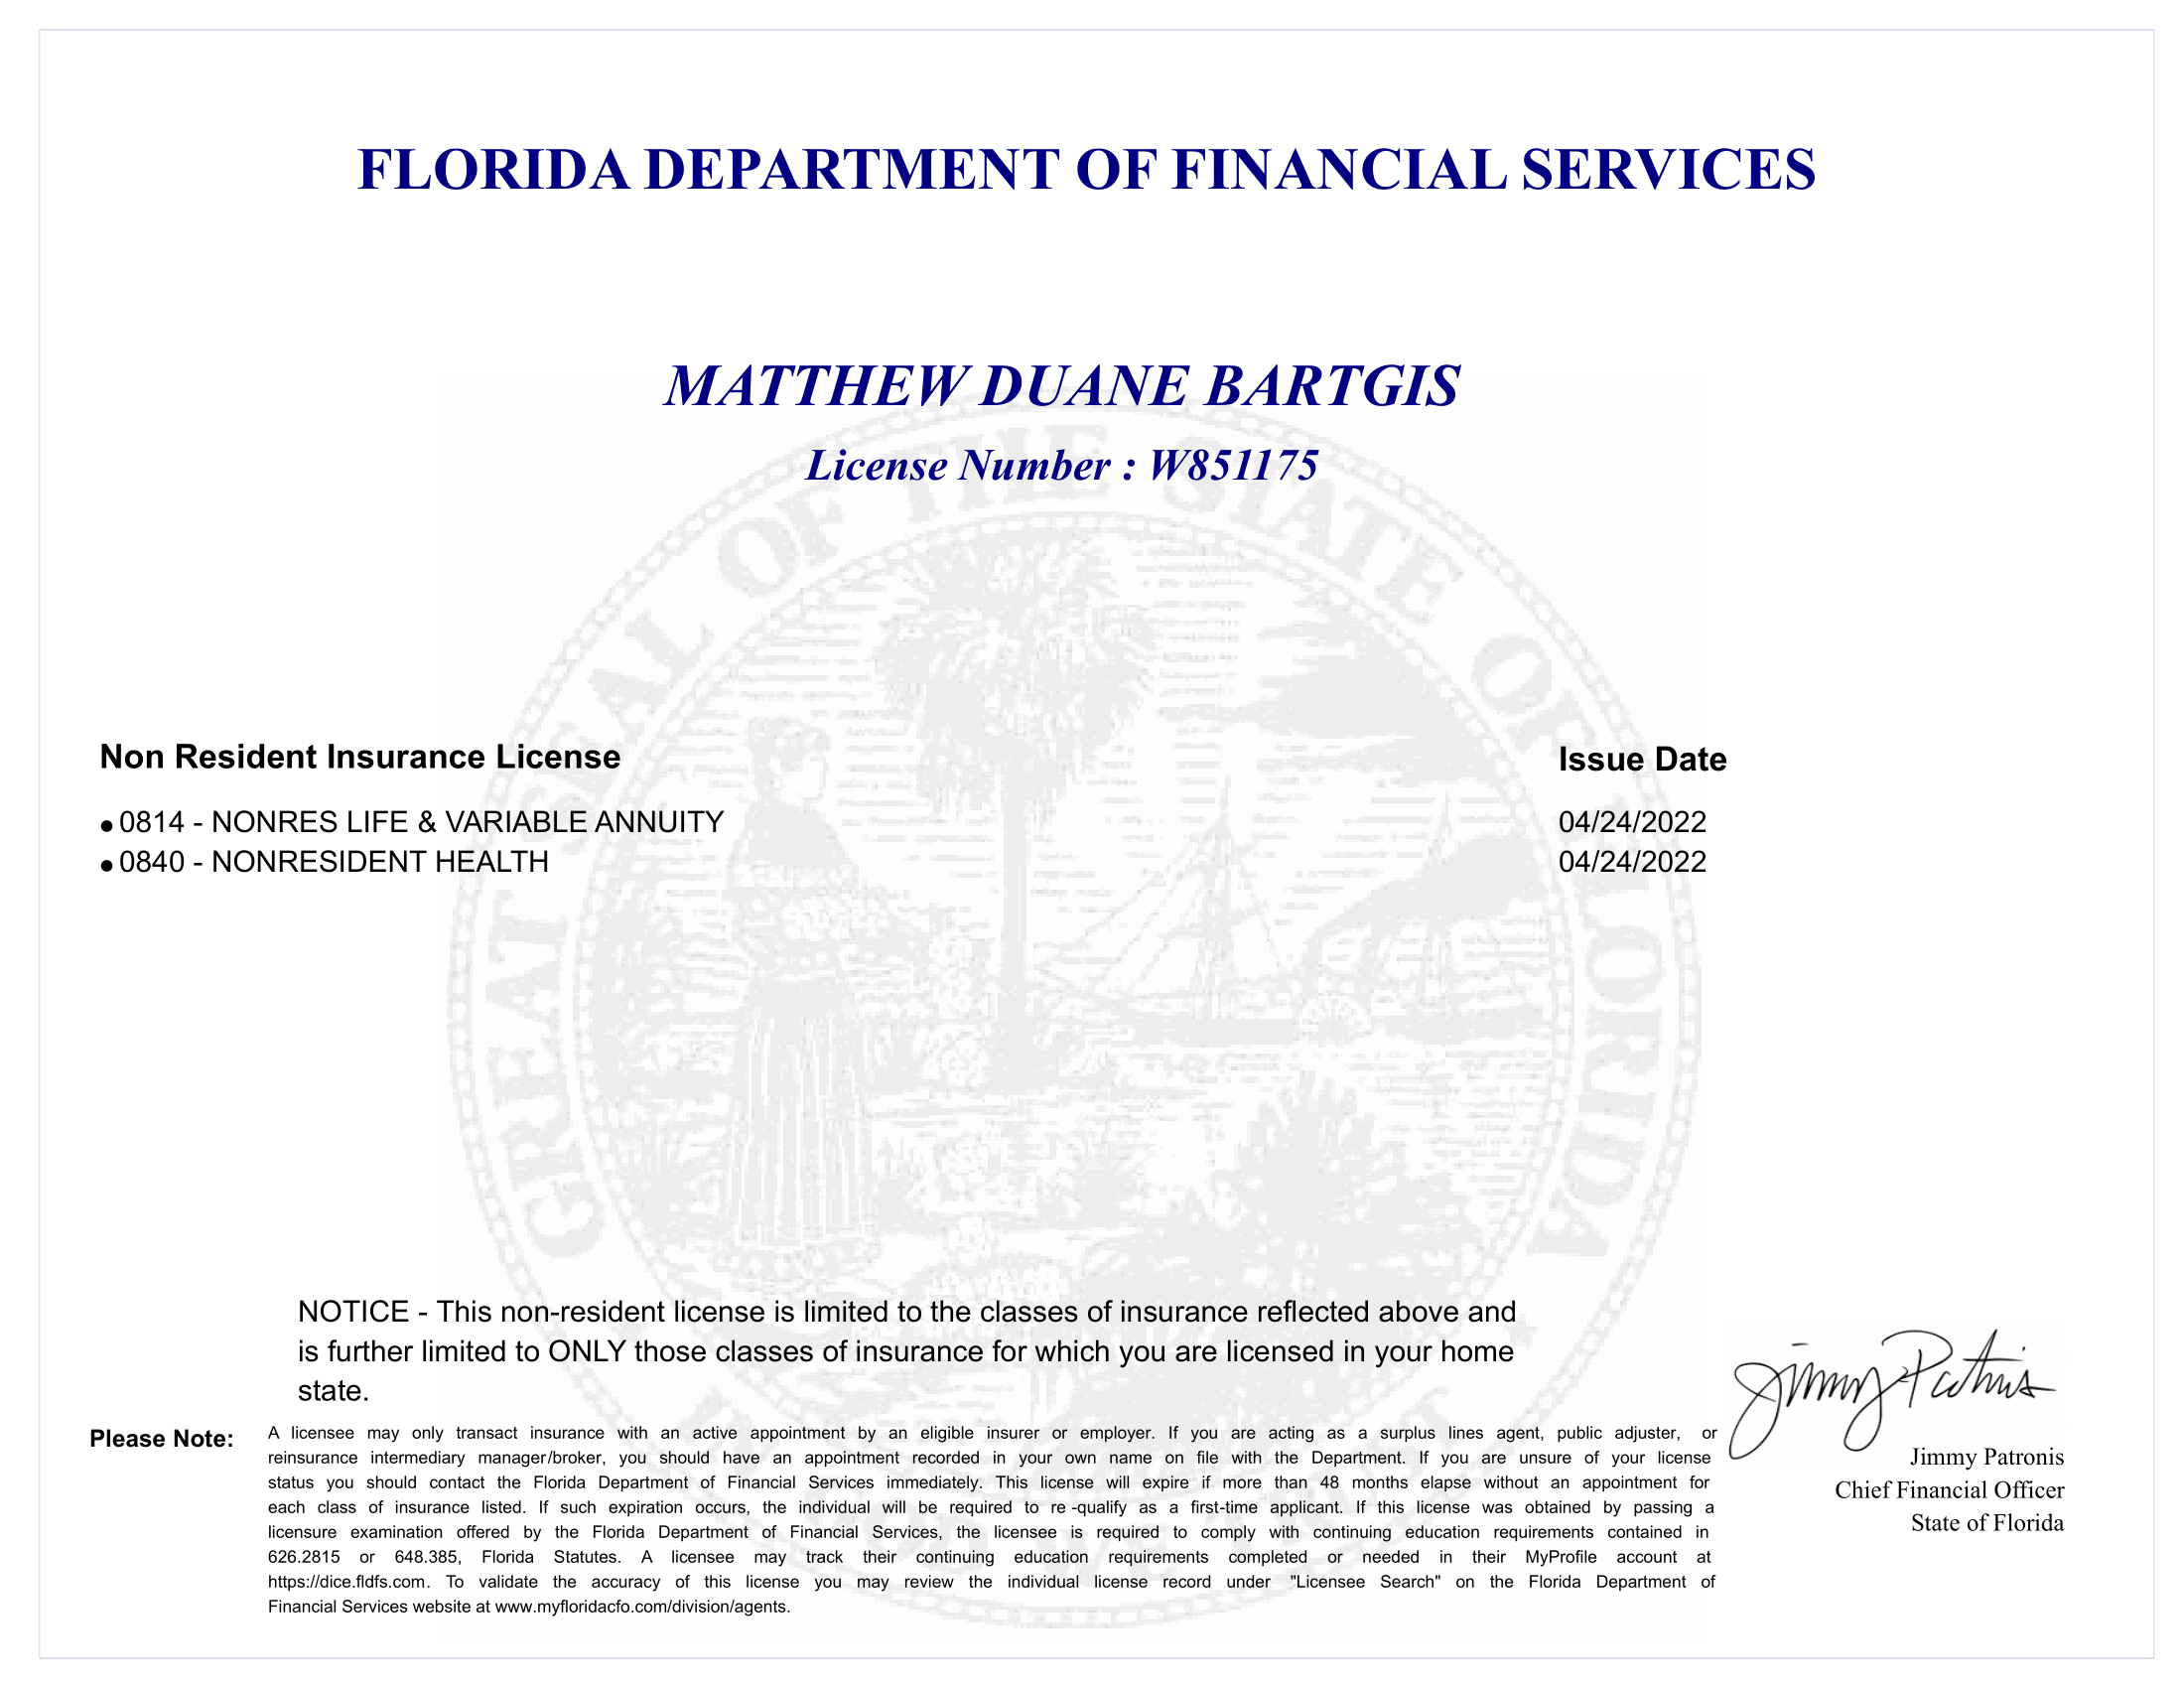 FLORIDA DEPARTMENT OF FINANCIAL SERVICES
MATTHEW DUANE BARTGIS
License Number : W851175
GREAT SEAL OF THE STATE OF FLORIDA
Non Resident Insurance License Issue Date
● 0814 - NONRES LIFE & VARIABLE ANNUITY 04/24/2022
● 0840 - NONRESIDENT HEALTH 04/24/2022
NOTICE - This non-resident license is limited to the classes of insurance reflected above and
is further limited to ONLY those classes of insurance for which you are licensed in your home
state.
Please Note: A licensee may only transact insurance with an active appointment by an eligible insurer or employer. If you are acting as a surplus lines agent, public adjuster, or
reinsurance intermediary manager/broker, you should have an appointment recorded in your own name on file with the Department. If you are unsure of your license
status you should contact the Florida Department of Financial Services immediately. This license will expire if more than 48 months elapse without an appointment for
each class of insurance listed. If such expiration occurs, the individual will be required to re -qualify as a first-time applicant. If this license was obtained by passing a
licensure examination offered by the Florida Department of Financial Services, the licensee is required to comply with continuing education requirements contained in
626.2815 or 648.385, Florida Statutes. A licensee may track their continuing education requirements completed or needed in their MyProfile account at
https://dice.fldfs.com. To validate the accuracy of this license you may review the individual license record under "Licensee Search" on the Florida Department of
Financial Services website at www.myfloridacfo.com/division/agents.
Jimmy Patronis
Jimmy Patronis
Chief Financial Officer
State of Florida